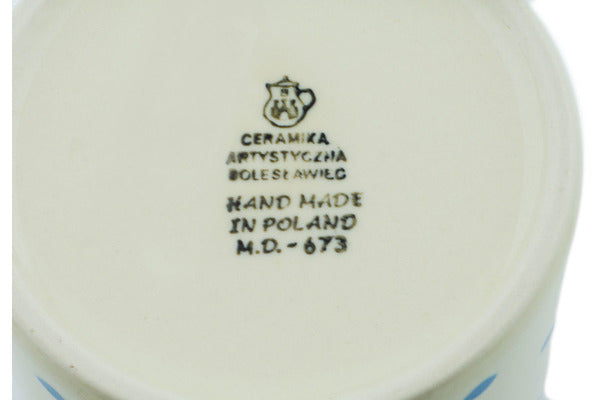 CERAMIKA
ARTYSTYCZNA
BOLESŁAWIEC
HAND MADE
IN POLAND
M.D. - 673